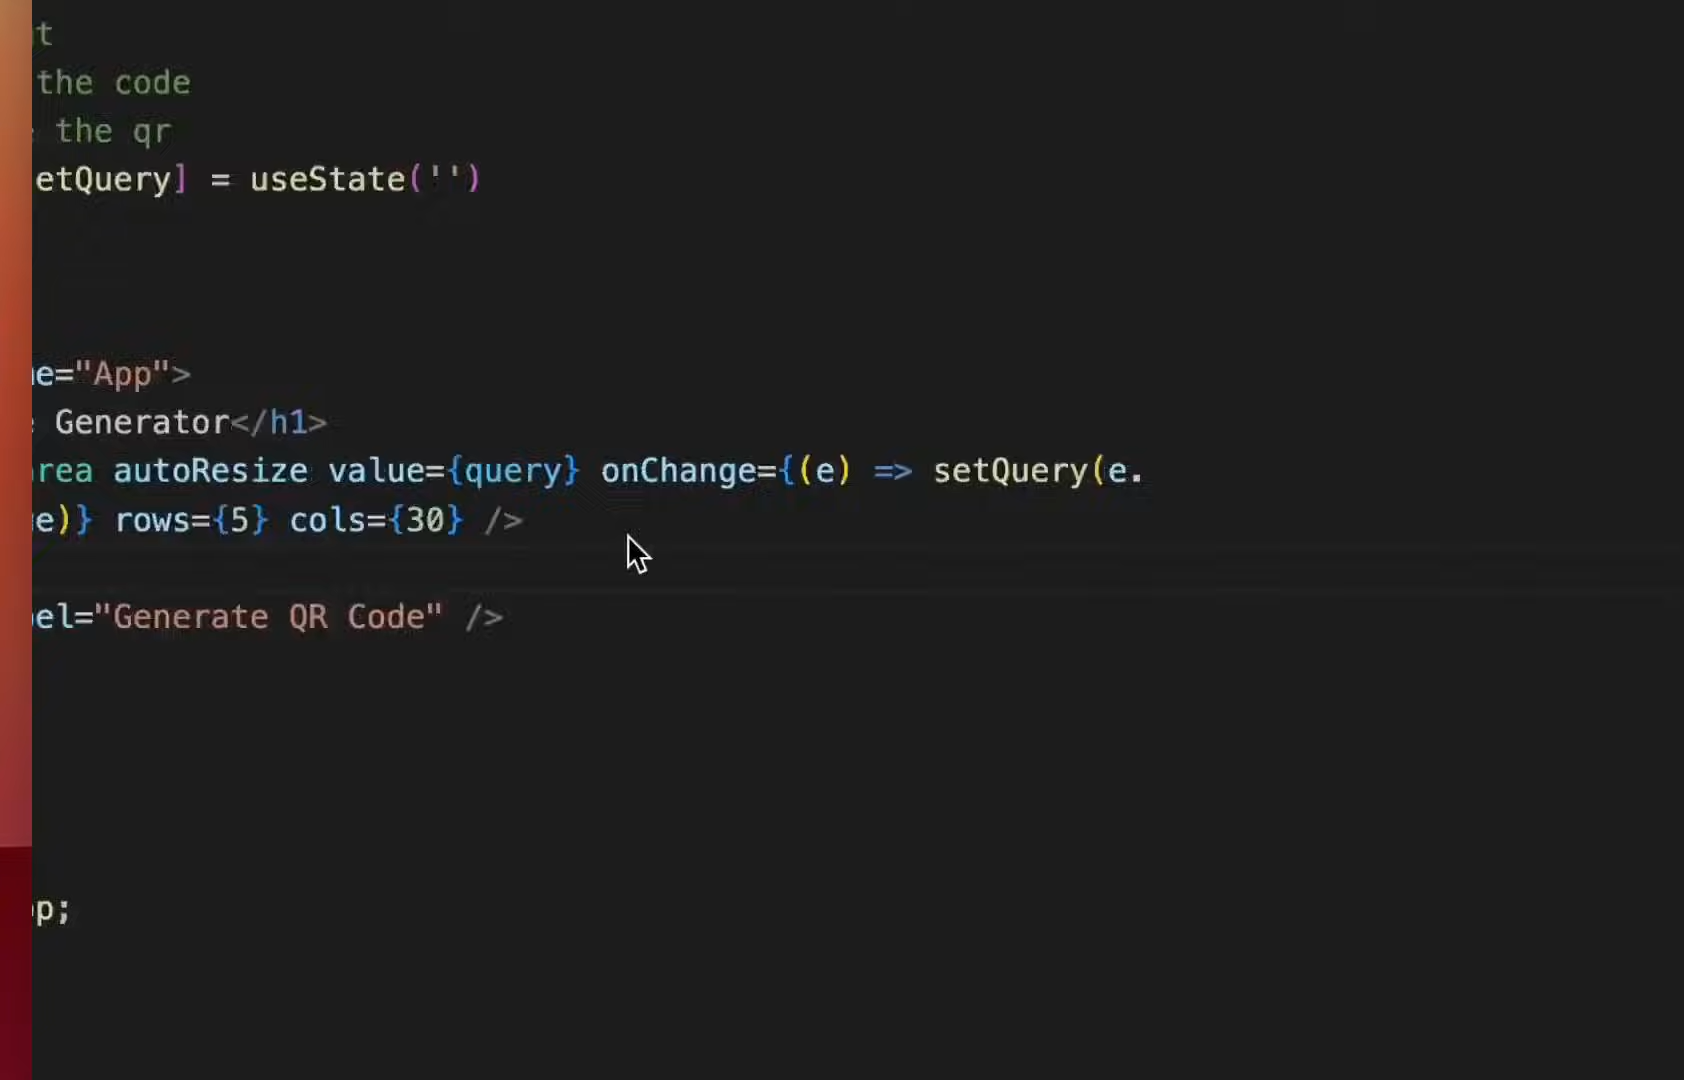 t
the code
the qr
etQuery] = useState('')
e="App">
Generator</h1>
rea autoResize value={query} onChange={(e) => setQuery(e.
e)} rows={5} cols={30} />
el="Generate QR Code" />
p;